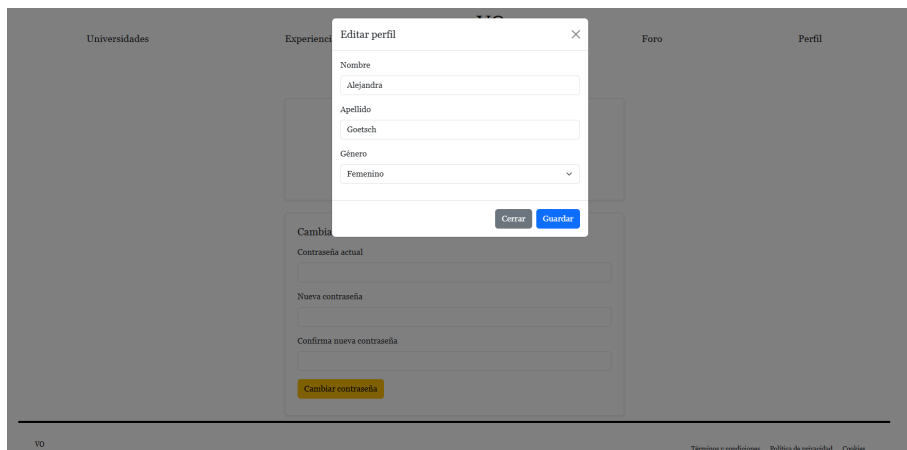 VO
Universidades Experienci Foro Perfil
Editar perfil
Nombre
Alejandra
Apellido
Goetsch
Género
Femenino
Cerrar Guardar
Cambia
Contraseña actual
Nueva contraseña
Confirma nueva contraseña
Cambiar contraseña
VO
Términos y condiciones Política de privacidad Cookies